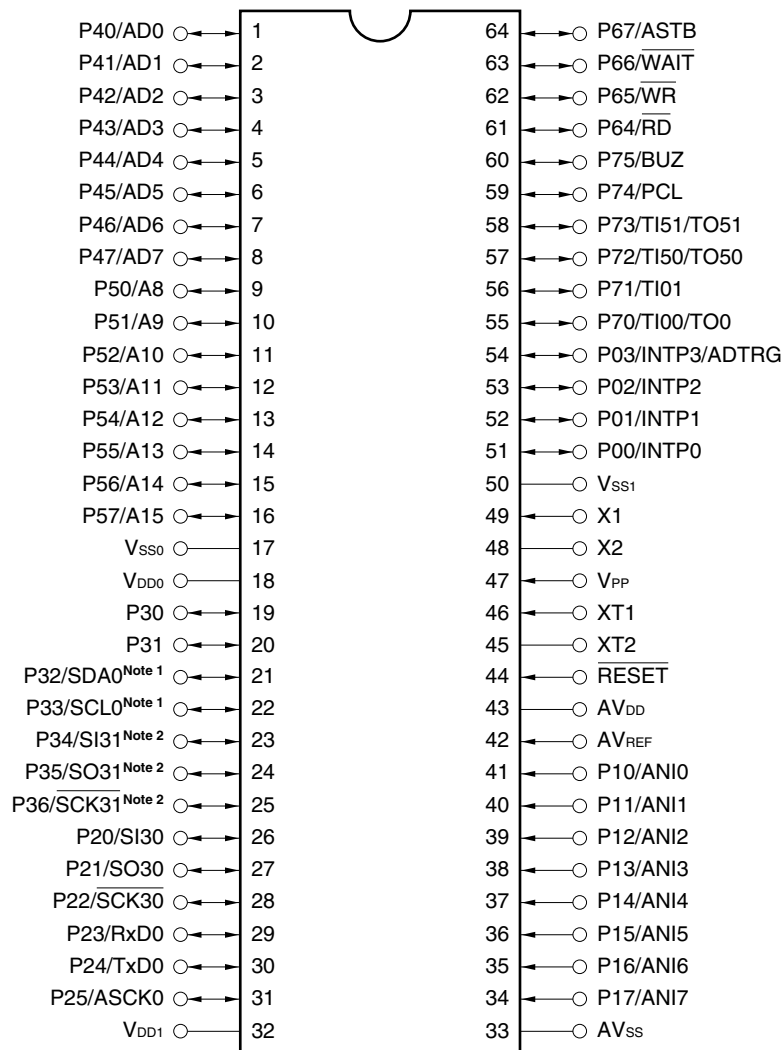 P40/AD0 1 64 P67/ASTB
P41/AD1 2 63 P66/WAIT
P42/AD2 3 62 P65/WR
P43/AD3 4 61 P64/RD
P44/AD4 5 60 P75/BUZ
P45/AD5 6 59 P74/PCL
P46/AD6 7 58 P73/TI51/TO51
P47/AD7 8 57 P72/TI50/TO50
P50/A8 9 56 P71/TI01
P51/A9 10 55 P70/TI00/TO0
P52/A10 11 54 P03/INTP3/ADTRG
P53/A11 12 53 P02/INTP2
P54/A12 13 52 P01/INTP1
P55/A13 14 51 P00/INTP0
P56/A14 15 50 VSS1
P57/A15 16 49 X1
VSS0 17 48 X2
VDD0 18 47 VPP
P30 19 46 XT1
P31 20 45 XT2
P32/SDA0Note 1 21 44 RESET
P33/SCL0Note 1 22 43 AVDD
P34/SI31Note 2 23 42 AVREF
P35/SO31Note 2 24 41 P10/ANI0
P36/SCK31Note 2 25 40 P11/ANI1
P20/SI30 26 39 P12/ANI2
P21/SO30 27 38 P13/ANI3
P22/SCK30 28 37 P14/ANI4
P23/RxD0 29 36 P15/ANI5
P24/TxD0 30 35 P16/ANI6
P25/ASCK0 31 34 P17/ANI7
VDD1 32 33 AVSS